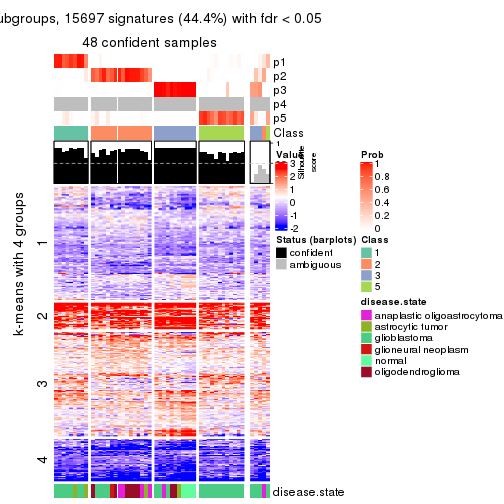 ubgroups, 15697 signatures (44.4%) with fdr < 0.05
48 confident samples
p1
p2
p3
p4
p5
Class
1
Silhouette
score
Value
3
2
1
0
-1
-2
Prob
1
0.8
0.6
0.4
0.2
0
Status (barplots)
confident
ambiguous
Class
1
2
3
5
disease.state
anaplastic oligoastrocytoma
astrocytic tumor
glioblastoma
glioneural neoplasm
normal
oligodendroglioma
k-means with 4 groups
1
2
3
4
disease.state